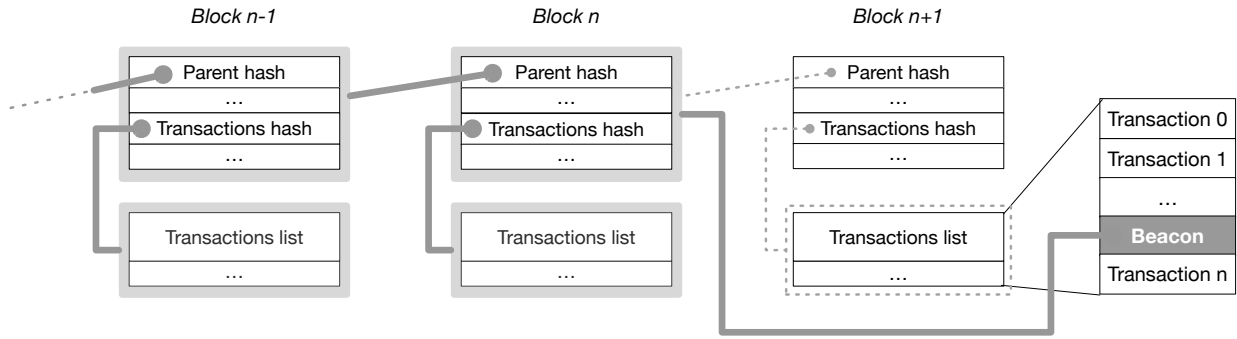 Block n-1
Parent hash
...
Transactions hash
...
Transactions list
...
Block n
Parent hash
...
Transactions hash
...
Transactions list
...
Block n+1
Parent hash
...
Transactions hash
...
Transactions list
...
Transaction 0
Transaction 1
...
Beacon
Transaction n